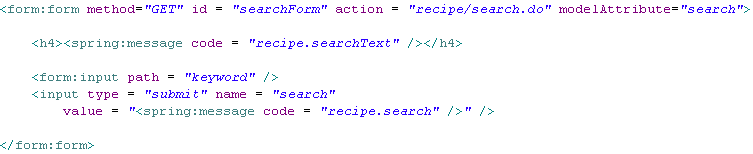 <form:form method="GET" id = "searchForm" action = "recipe/search.do" modelAttribute="search">
<h4><spring:message code = "recipe.searchText" /></h4>
<form:input path = "keyword" />
<input type = "submit" name = "search"
value = "<spring:message code = "recipe.search" />" />
</form:form>